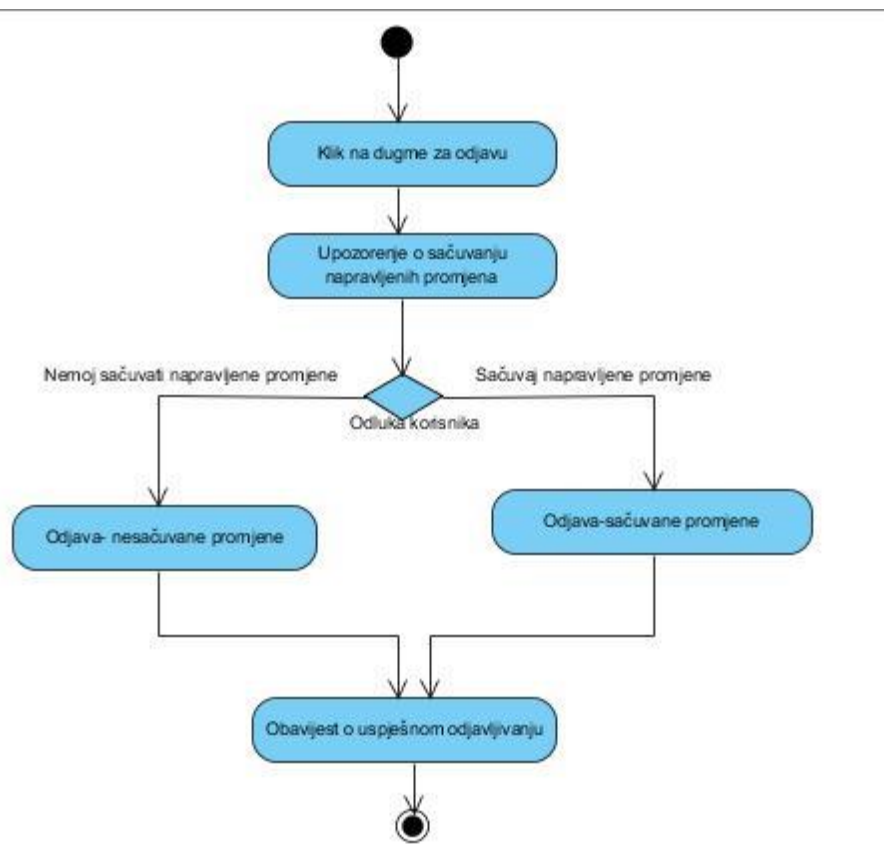 Klik na dugme za odjavu
Upozorenje o sačuvanju
napravljenih promjena
Nemoj sačuvati napravljene promjene
Sačuvaj napravljene promjene
Odluka korisnika
Odjava- nesačuvane promjene
Odjava-sačuvane promjene
Obavijest o uspješnom odjavljivanju